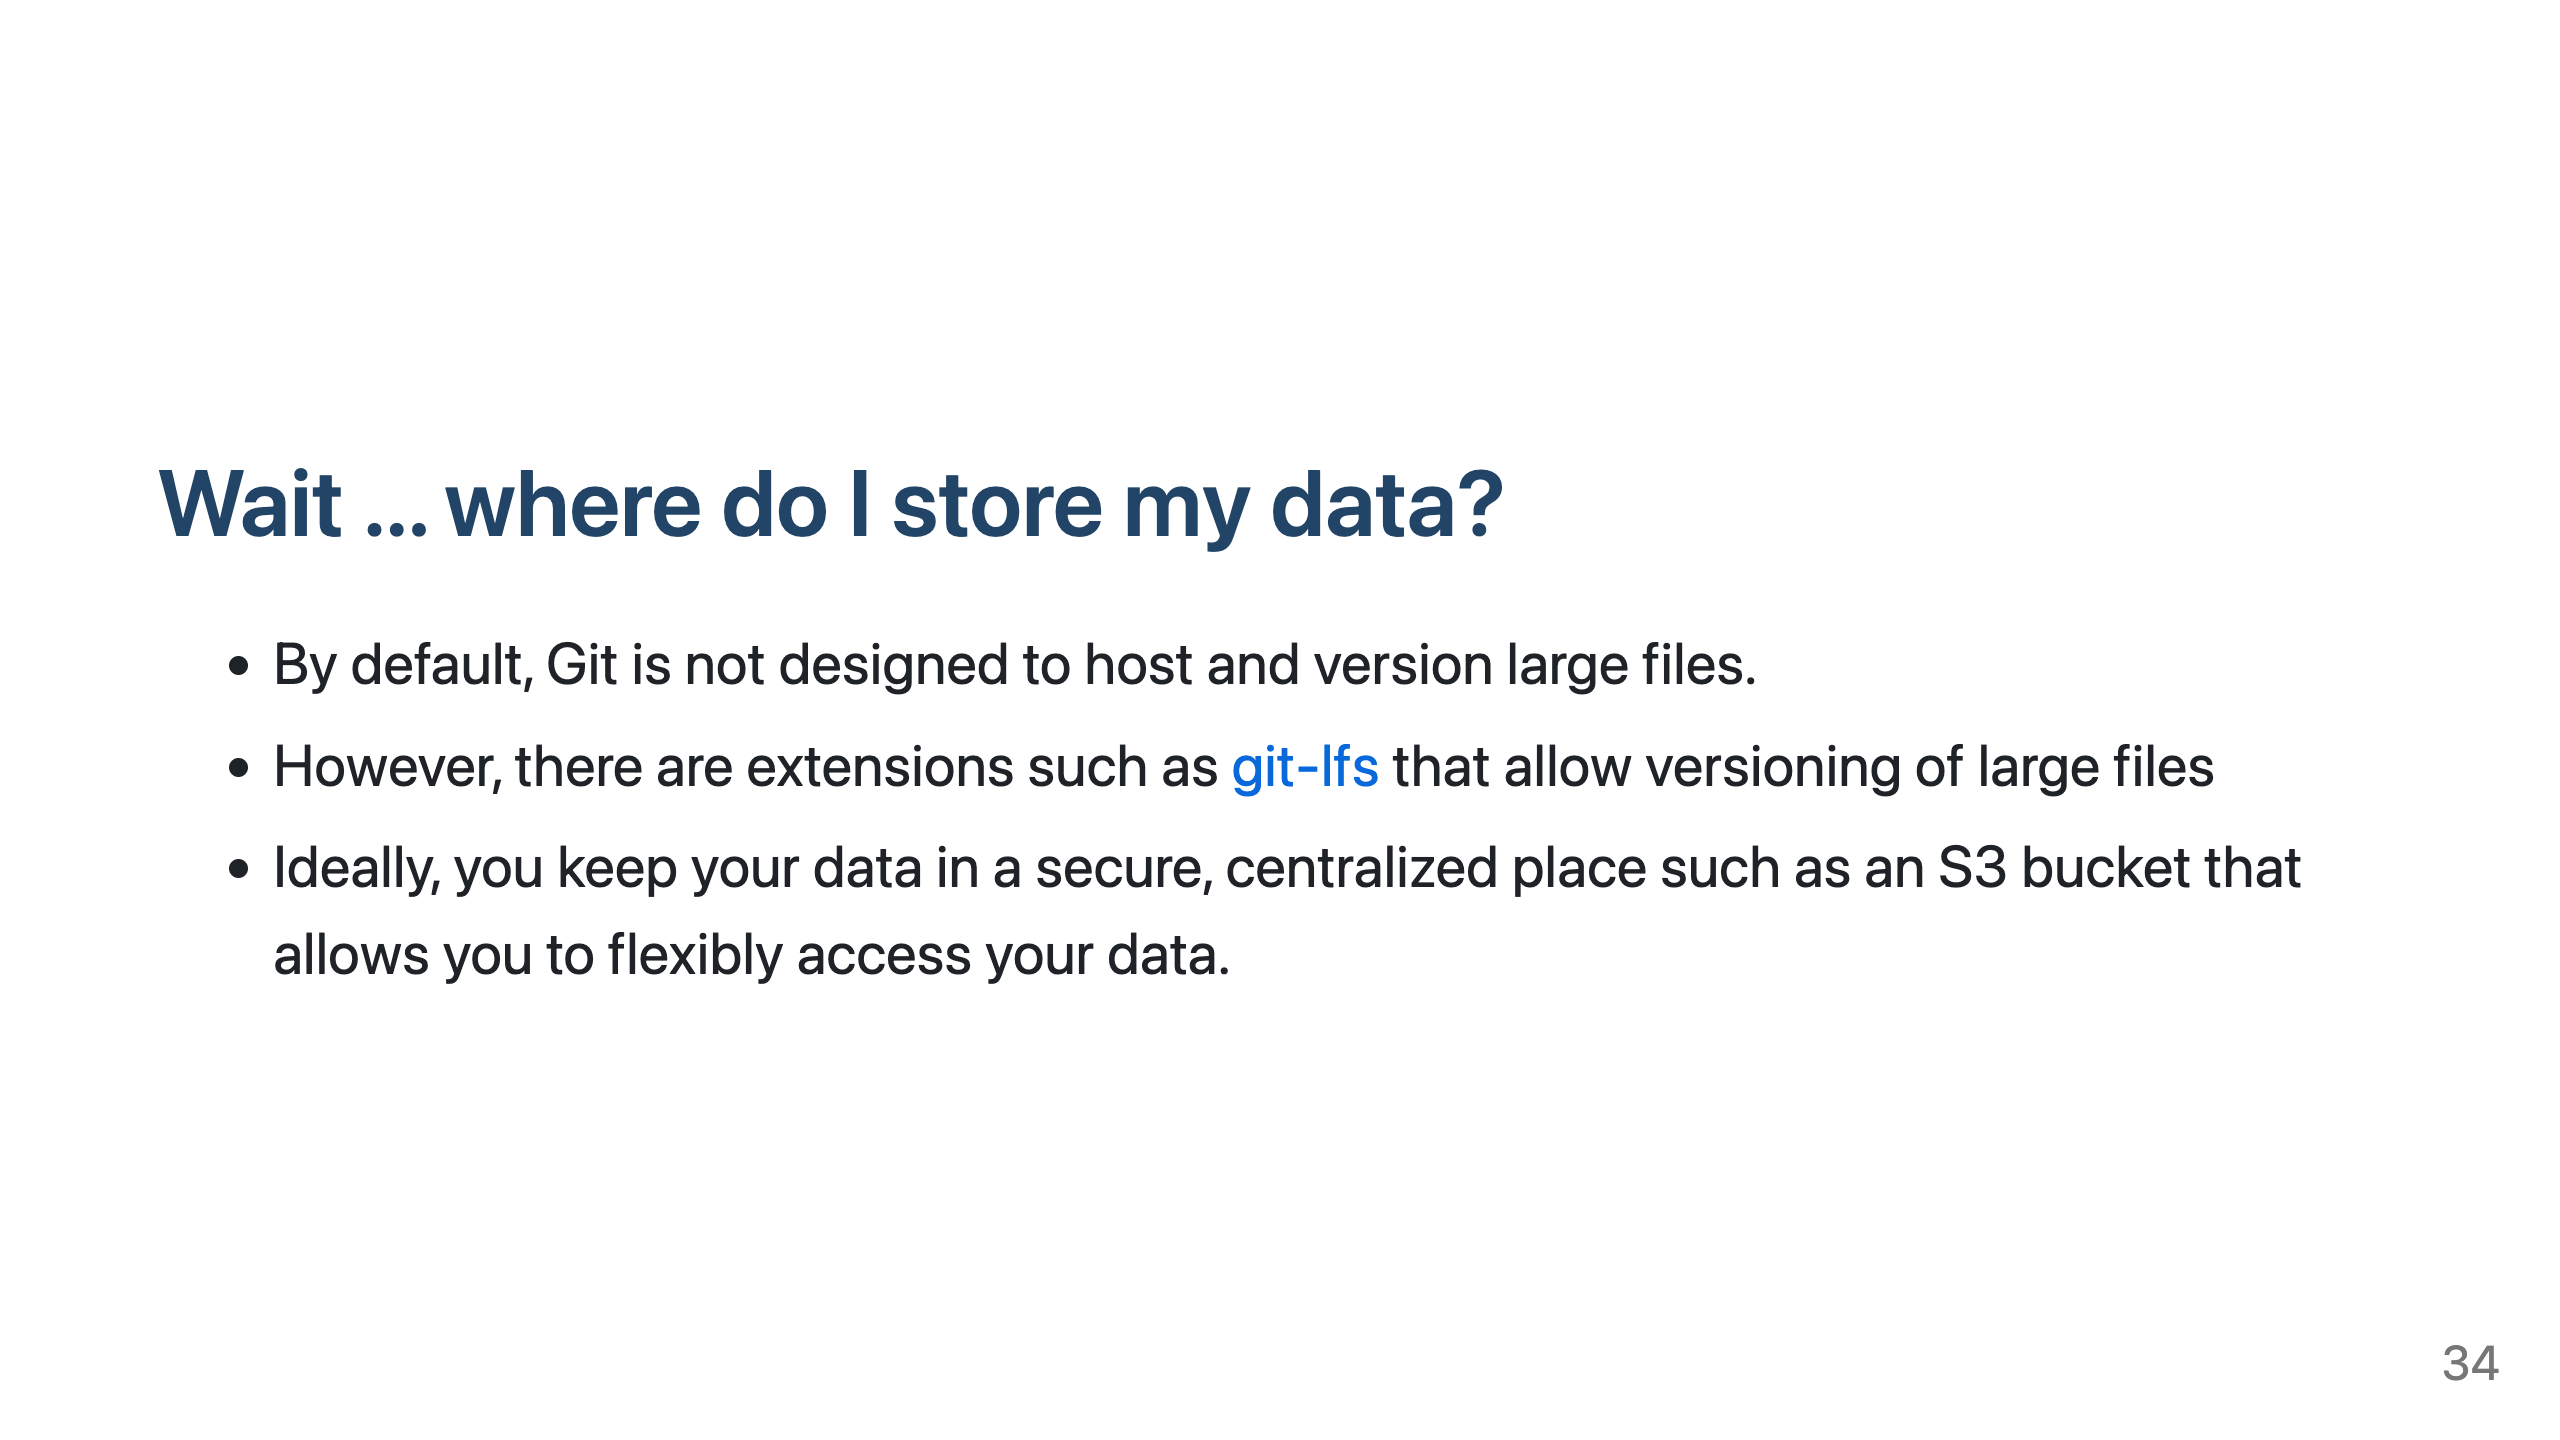 Wait ... where do I store my data?
• By default, Git is not designed to host and version large files.
• However, there are extensions such as git-lfs that allow versioning of large files
• Ideally, you keep your data in a secure, centralized place such as an S3 bucket that
allows you to flexibly access your data.
34